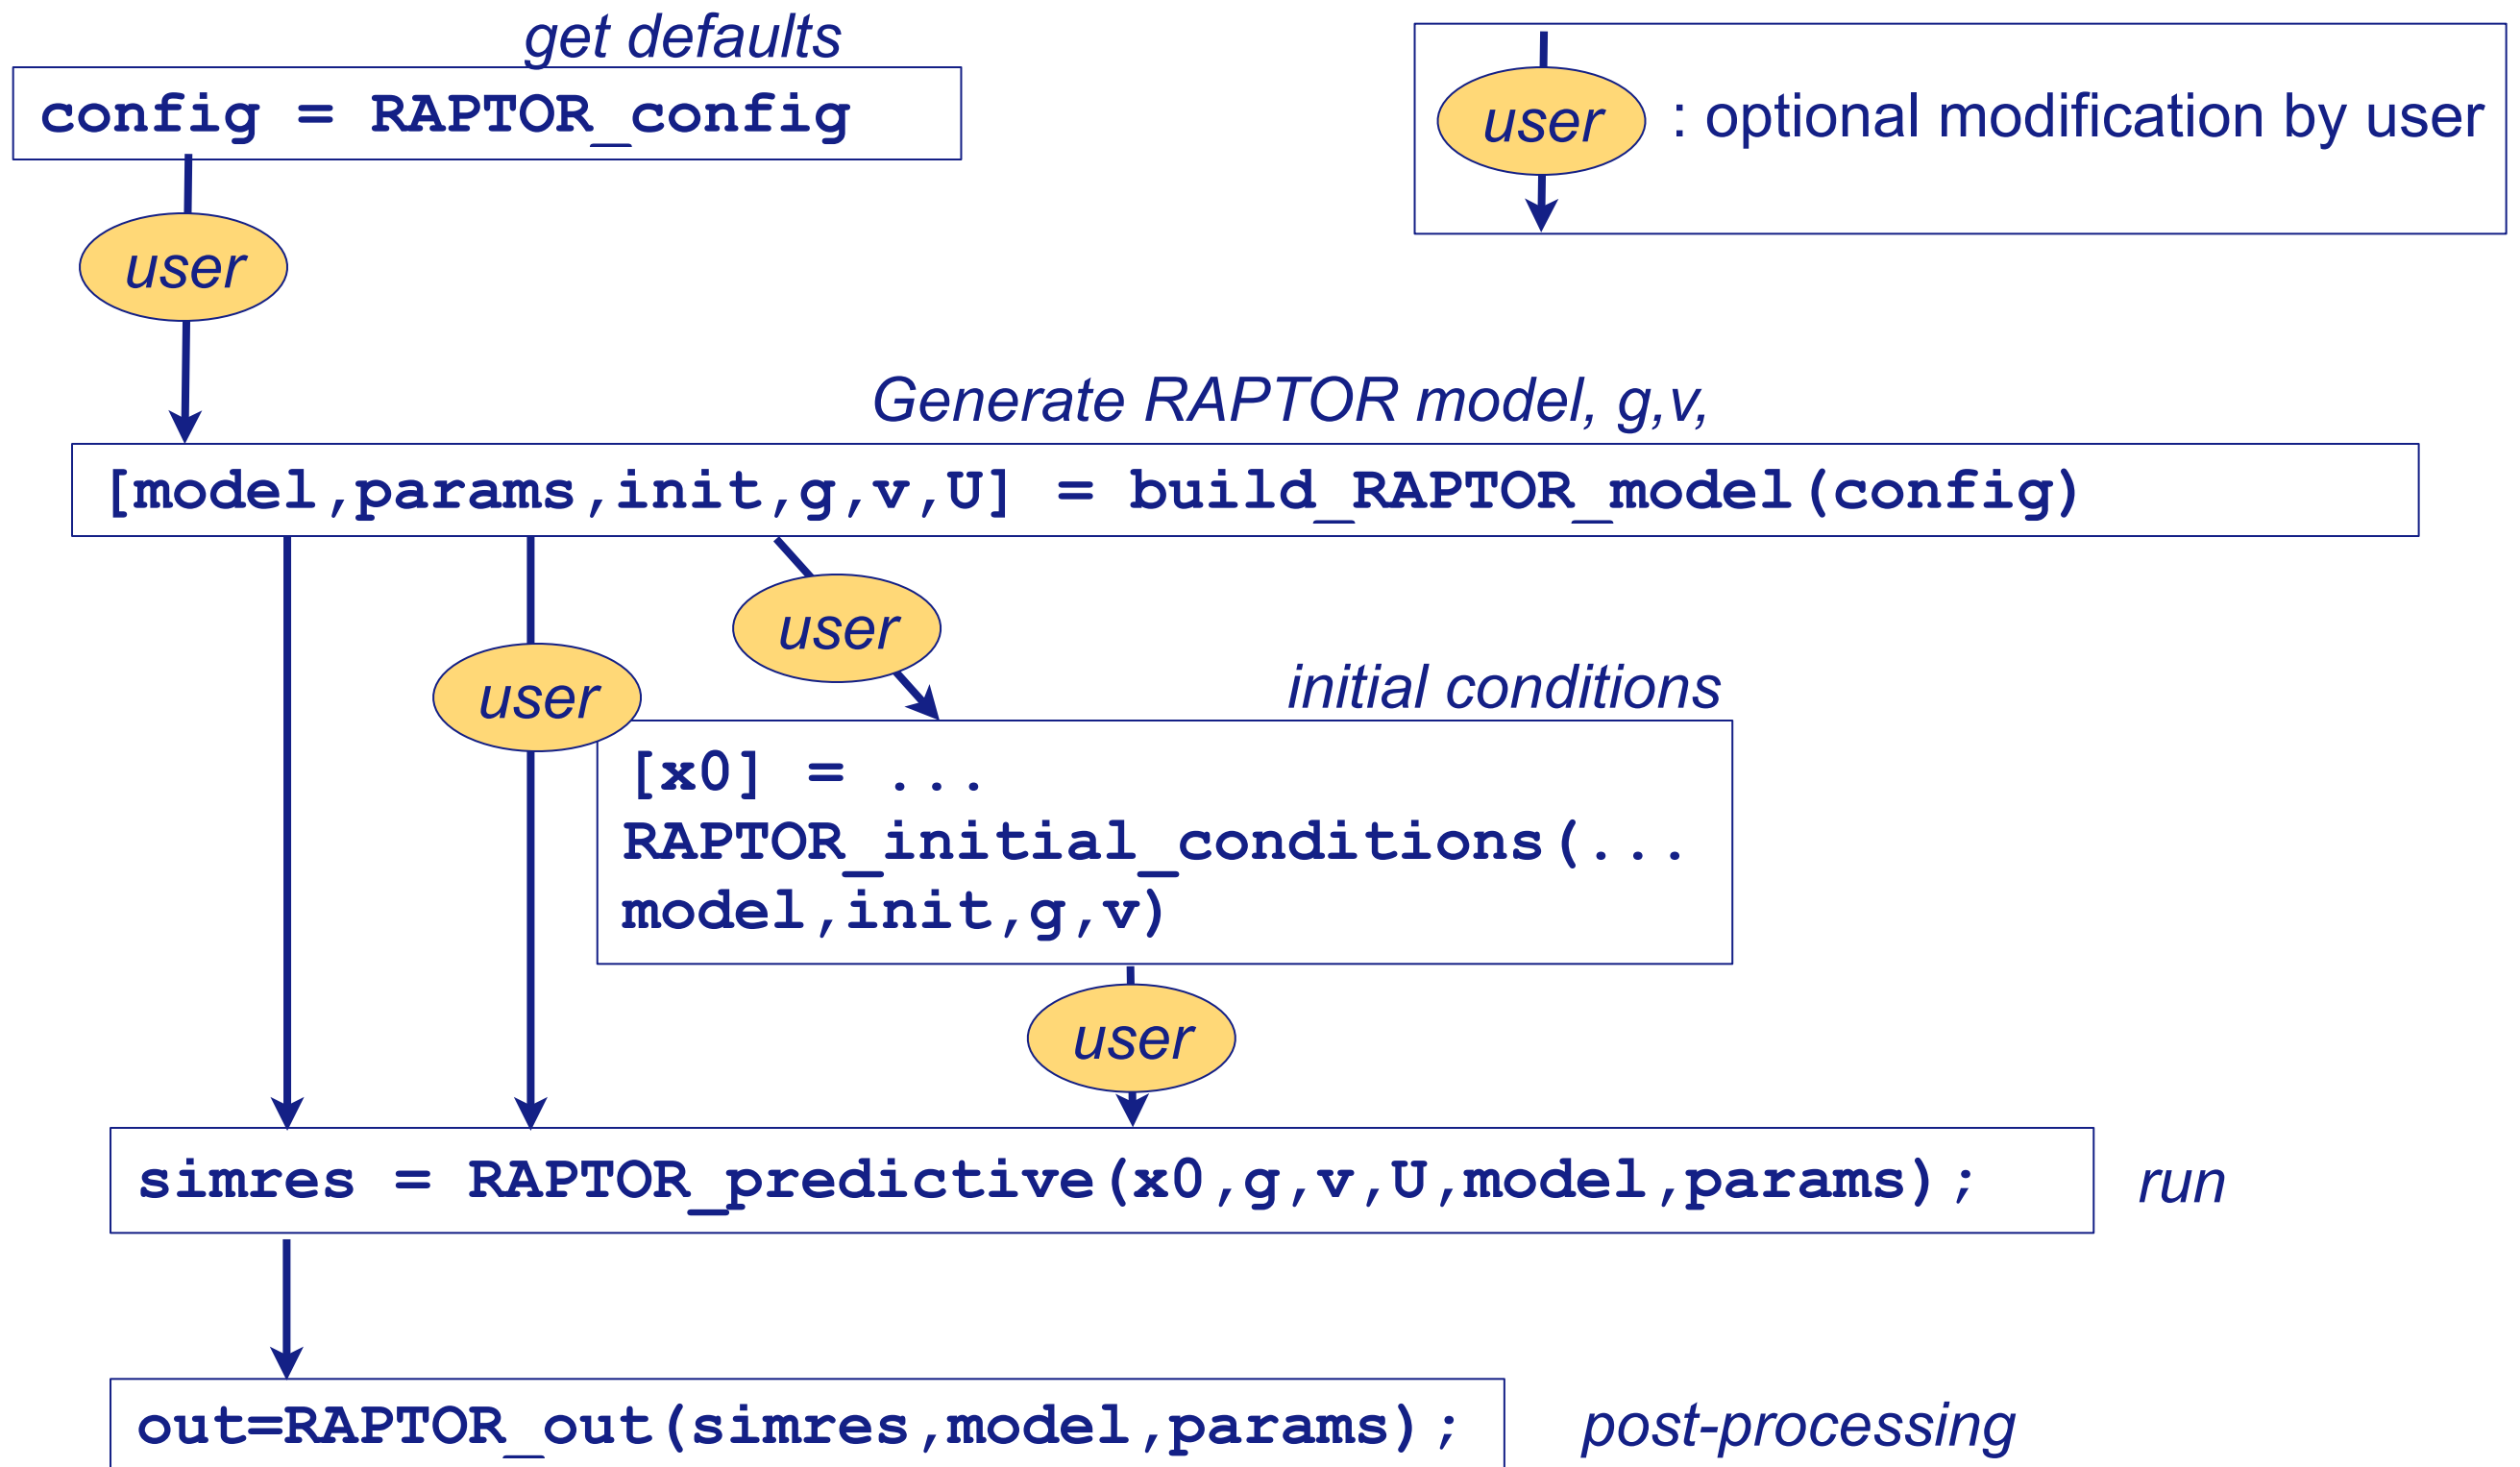 get defaults
config = RAPTOR_config
user
user : optional modification by user
Generate RAPTOR model, g,v,
[model,params,init,g,v,U] = build_RAPTOR_model(config)
user
user
initial conditions
[x0] = ...
RAPTOR_initial_conditions(...
model,init,g,v)
user
simres = RAPTOR_predictive(x0,g,v,U,model,params);
run
out=RAPTOR_out(simres,model,params);
post-processing